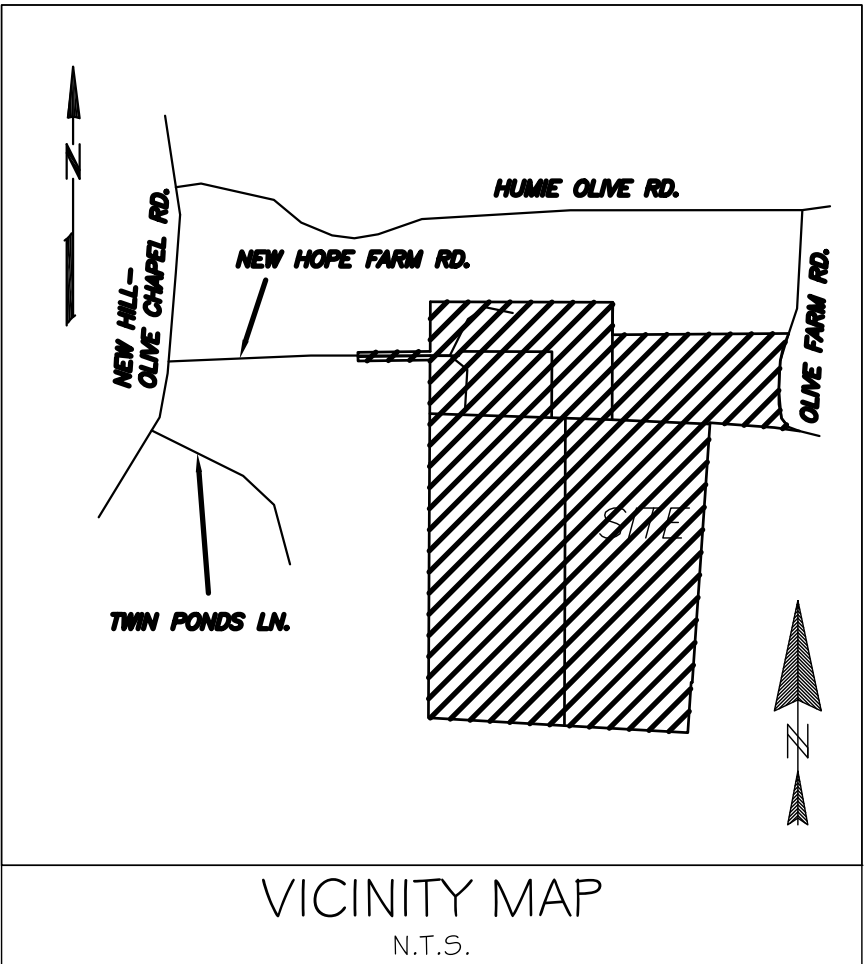 N
HUMIE OLIVE RD.
NEW HILL-
OLIVE CHAPEL RD.
NEW HOPE FARM RD.
OLIVE FARM RD.
SITE
TWIN PONDS LN.
N
VICINITY MAP
N.T.S.